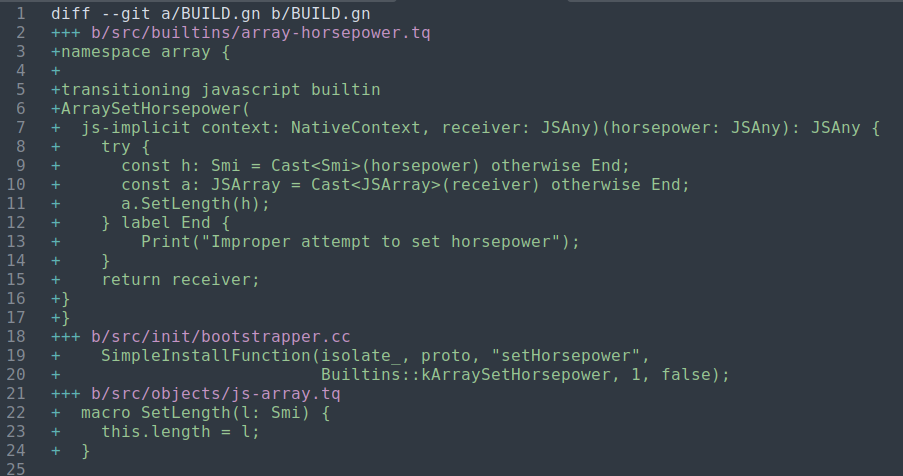 1 diff --git a/BUILD.gn b/BUILD.gn
2 +++ b/src/builtins/array-horsepower.tq
3 +namespace array {
4 +
5 +transitioning javascript builtin
6 +ArraySetHorsepower(
7 +  js-implicit context: NativeContext, receiver: JSAny)(horsepower: JSAny): JSAny {
8 +    try {
9 +      const h: Smi = Cast<Smi>(horsepower) otherwise End;
10 +      const a: JSArray = Cast<JSArray>(receiver) otherwise End;
11 +      a.SetLength(h);
12 +    } label End {
13 +        Print("Improper attempt to set horsepower");
14 +    }
15 +    return receiver;
16 +}
17 +}
18 +++ b/src/init/bootstrapper.cc
19 +    SimpleInstallFunction(isolate_, proto, "setHorsepower",
20 +                          Builtins::kArraySetHorsepower, 1, false);
21 +++ b/src/objects/js-array.tq
22 +  macro SetLength(l: Smi) {
23 +    this.length = l;
24 +  }
25